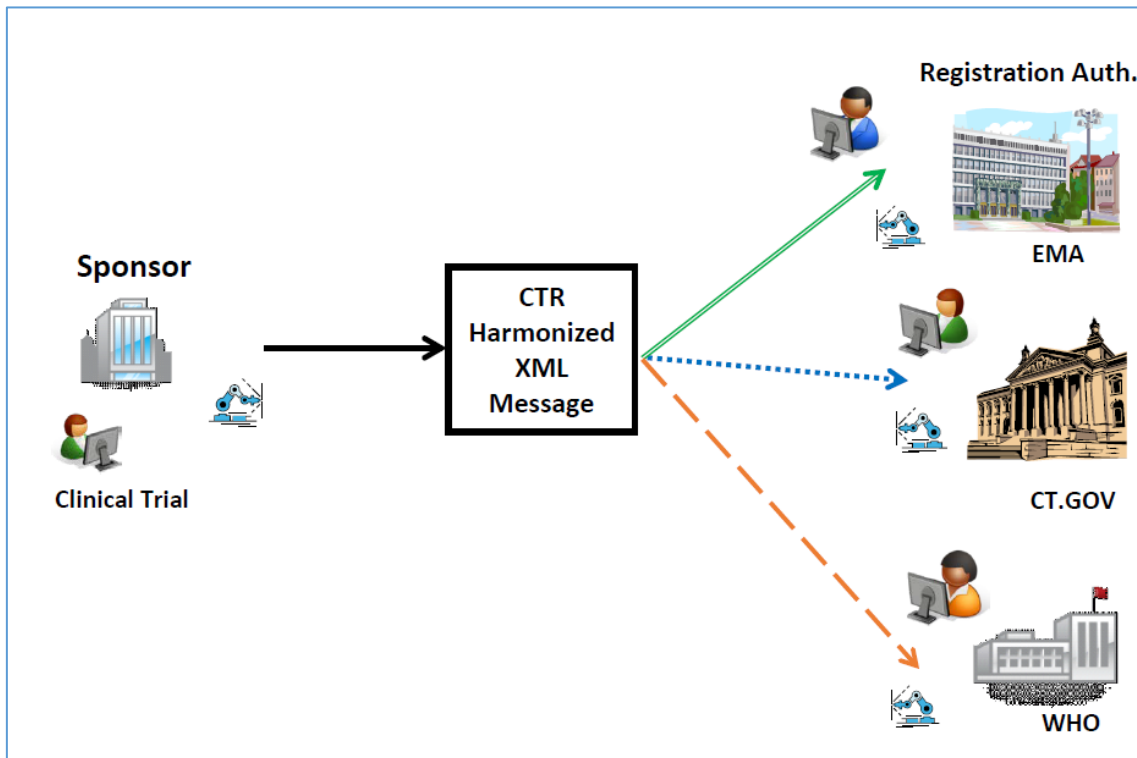 Registration Auth.
EMA
Sponsor
Clinical Trial
CTR
Harmonized
XML
Message
CT.GOV
WHO